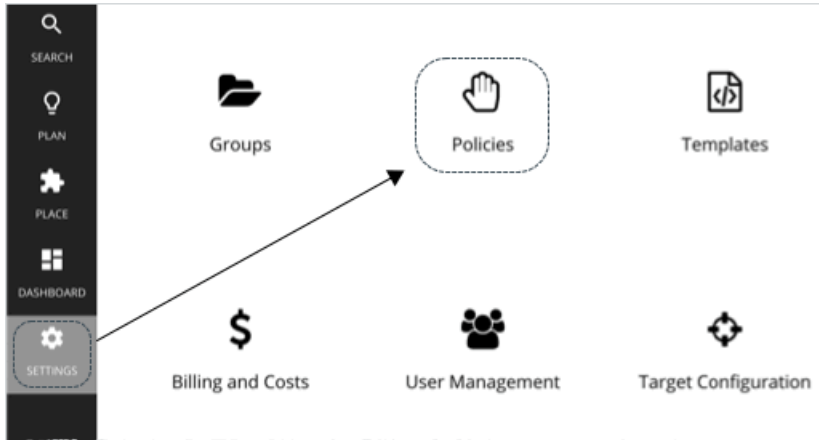 SEARCH
PLAN
PLACE
DASHBOARD
SETTINGS
Groups
Policies
Templates
Billing and Costs
User Management
Target Configuration